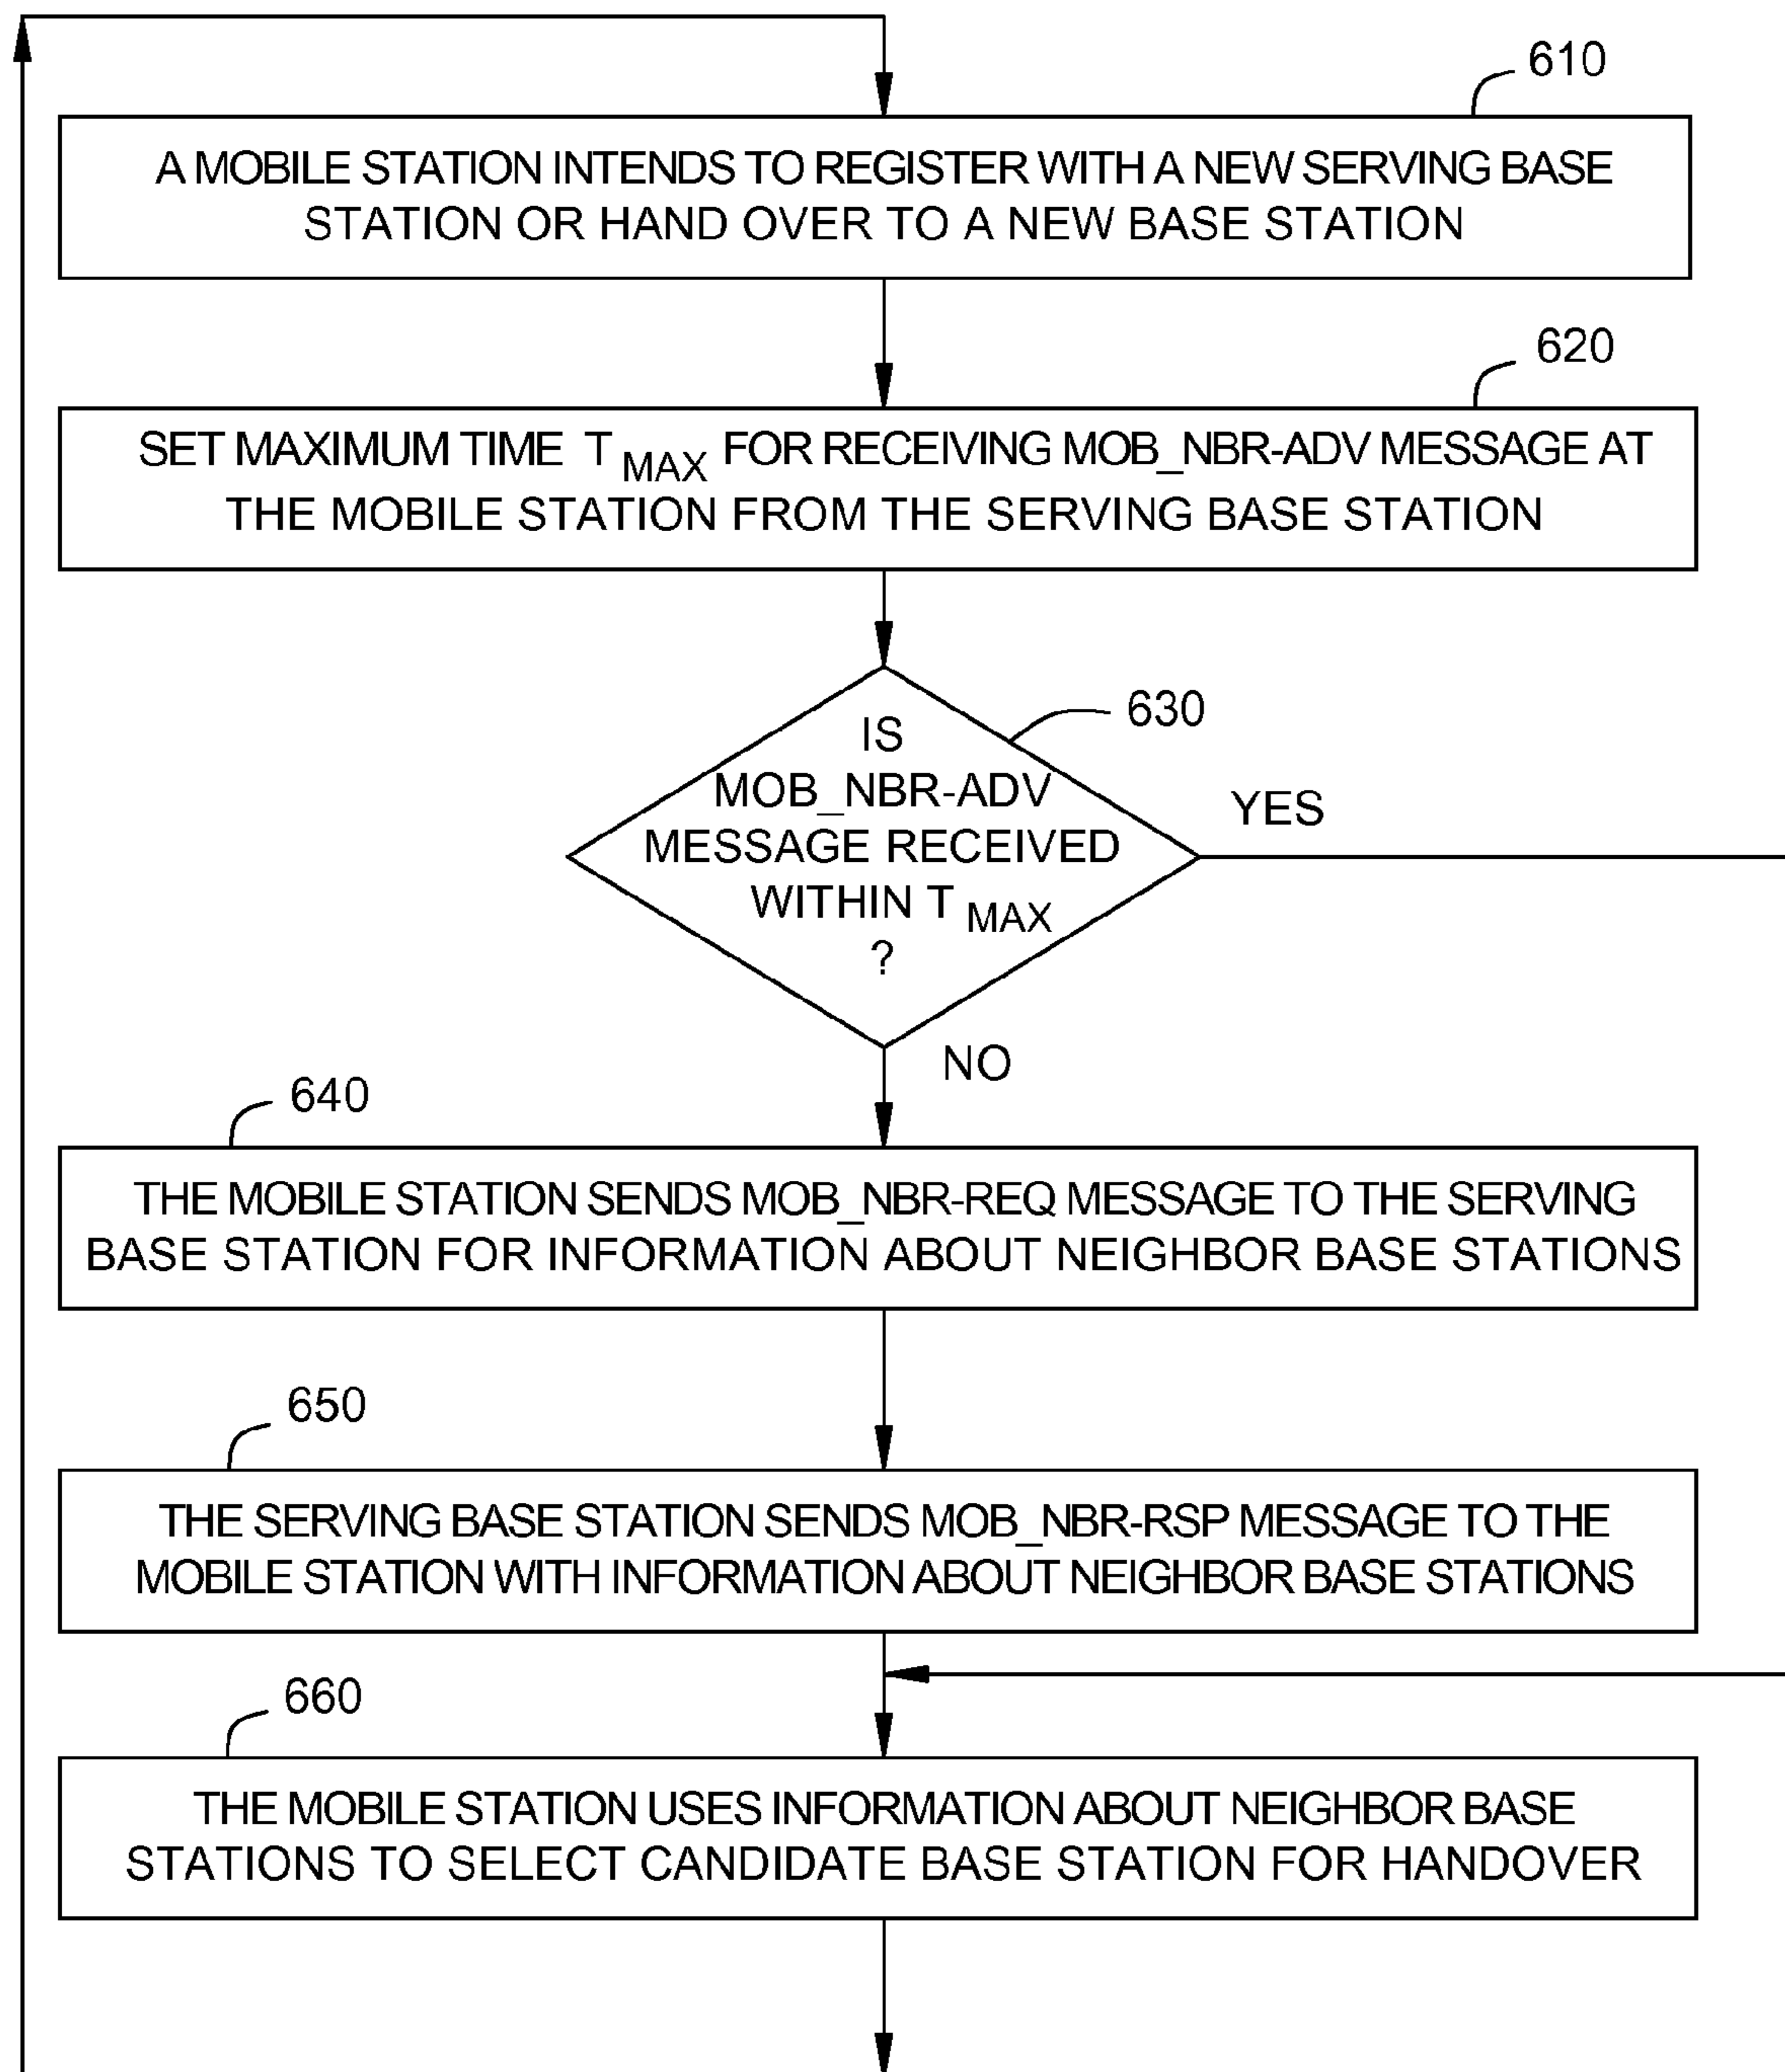 610
A MOBILE STATION INTENDS TO REGISTER WITH A NEW SERVING BASE
STATION OR HAND OVER TO A NEW BASE STATION
620
SET MAXIMUM TIME T MAX FOR RECEIVING MOB_NBR-ADV MESSAGE AT
THE MOBILE STATION FROM THE SERVING BASE STATION
630
IS
MOB_NBR-ADV
MESSAGE RECEIVED
WITHIN T MAX
?
YES
NO
640
THE MOBILE STATION SENDS MOB_NBR-REQ MESSAGE TO THE SERVING
BASE STATION FOR INFORMATION ABOUT NEIGHBOR BASE STATIONS
650
THE SERVING BASE STATION SENDS MOB_NBR-RSP MESSAGE TO THE
MOBILE STATION WITH INFORMATION ABOUT NEIGHBOR BASE STATIONS
660
THE MOBILE STATION USES INFORMATION ABOUT NEIGHBOR BASE
STATIONS TO SELECT CANDIDATE BASE STATION FOR HANDOVER